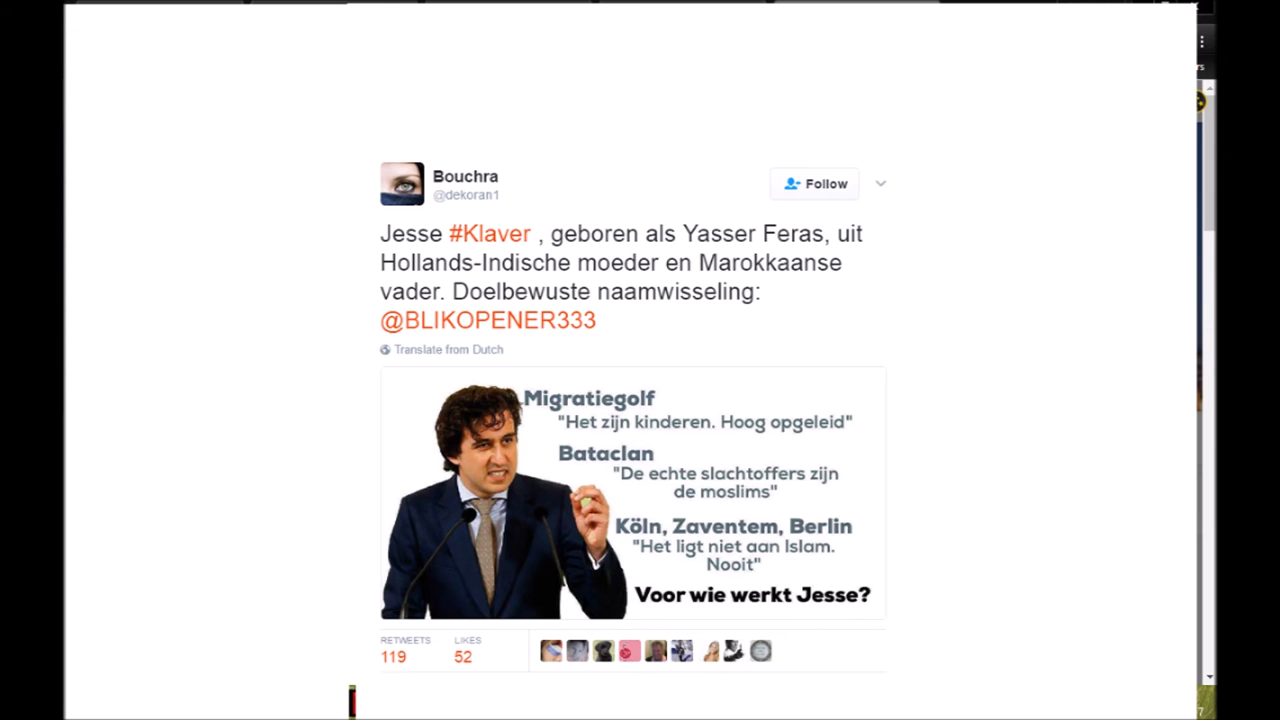 rs
Bouchra
@dekoran1
Follow
Jesse #Klaver , geboren als Yasser Feras, uit
Hollands-Indische moeder en Marokkaanse
vader. Doelbewuste naamwisseling:
@BLIKOPENER333
Translate from Dutch
Migratiegolf
"Het zijn kinderen. Hoog opgeleid"
Bataclan
"De echte slachtoffers zijn
de moslims"
Köln, Zaventem, Berlin
"Het ligt niet aan Islam.
Nooit"
Voor wie werkt Jesse?
RETWEETS LIKES
119 52
7